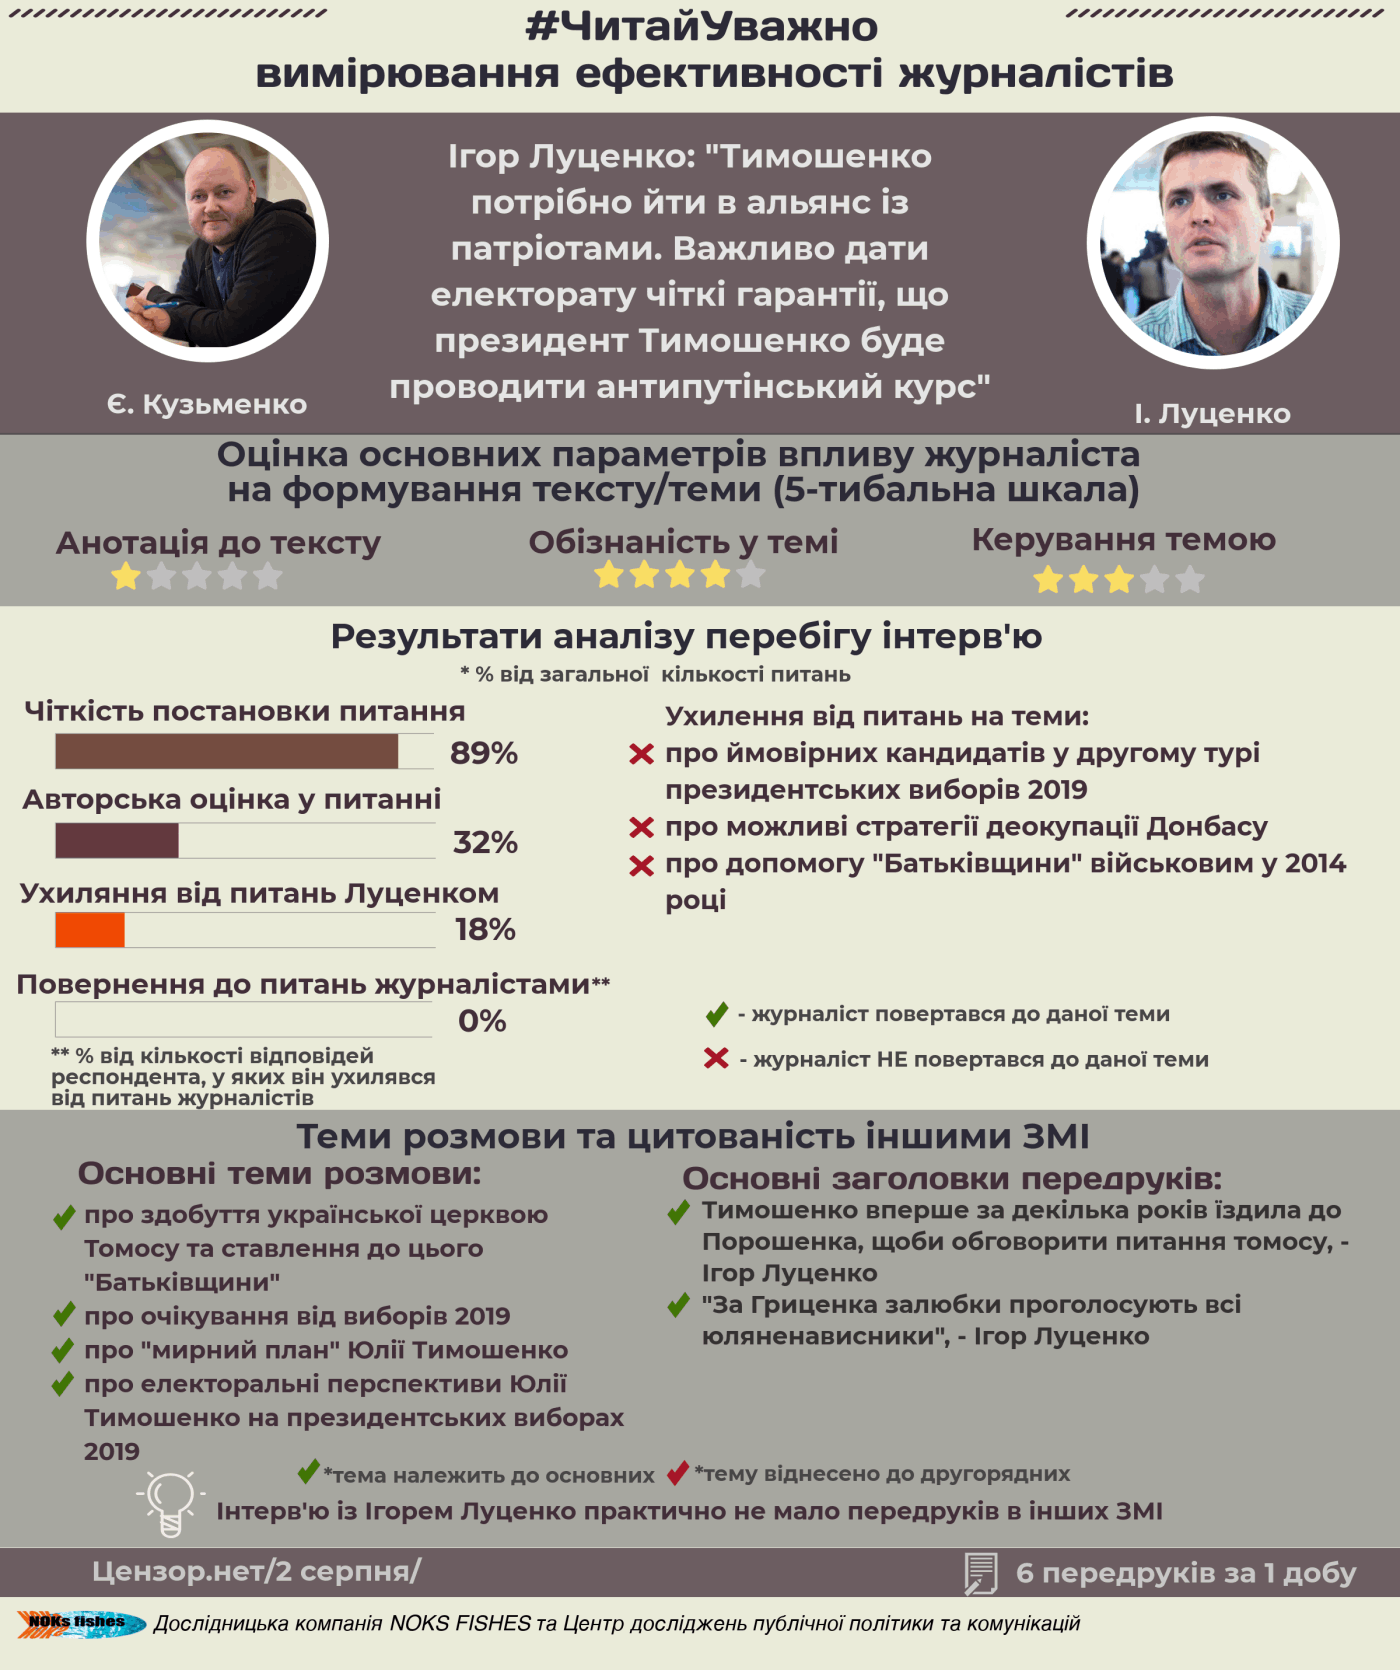 #ЧитайУважно
вимірювання ефективності журналістів
Ігор Луценко: "Тимошенко
потрібно йти в альянс із
патріотами. Важливо дати
електорату чіткі гарантії, що
президент Тимошенко буде
проводити антипутінський курс"
Є. Кузьменко
І. Луценко
Оцінка основних параметрів впливу журналіста
на формування тексту/теми (5-тибальна шкала)
Анотація до тексту
Обізнаність у темі
Керування темою
Результати аналізу перебігу інтерв'ю
* % від загальної кількості питань
Чіткість постановки питання
89%
Авторська оцінка у питанні
32%
Ухиляння від питань Луценком
18%
Повернення до питань журналістами**
0%
** % від кількості відповідей
респондента, у яких він ухилявся
від питань журналістів
Ухилення від питань на теми:
про ймовірних кандидатів у другому турі
президентських виборів 2019
про можливі стратегії деокупації Донбасу
про допомогу "Батьківщини" військовим у 2014
році
- журналіст повертався до даної теми
- журналіст НЕ повертався до даної теми
Теми розмови та цитованість іншими ЗМІ
Основні теми розмови:
про здобуття української церквою
Томосу та ставлення до цього
"Батьківщини"
про очікування від виборів 2019
про "мирний план" Юлії Тимошенко
про електоральні перспективи Юлії
Тимошенко на президентських виборах
2019
Основні заголовки передруків:
Тимошенко вперше за декілька років їздила до
Порошенка, щоби обговорити питання томосу, -
Ігор Луценко
"За Гриценка залюбки проголосують всі
юляненависники", - Ігор Луценко
*тема належить до основних
*тему віднесено до другорядних
Інтерв'ю із Ігорем Луценко практично не мало передруків в інших ЗМІ
Цензор.нет/2 серпня/
6 передруків за 1 добу
NOKs fishes
Дослідницька компанія NOKS FISHES та Центр досліджень публічної політики та комунікацій